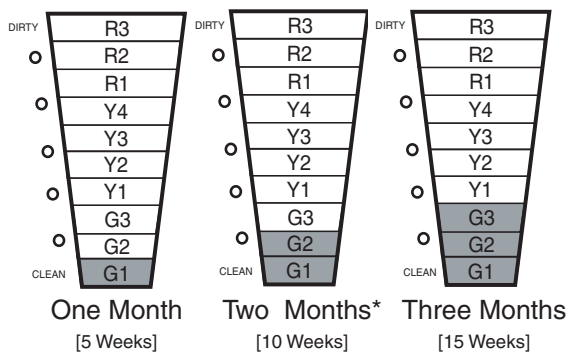 DIRTY R3 DIRTY R3 DIRTY R3
R2 R2 R2
R1 R1 R1
Y4 Y4 Y4
Y3 Y3 Y3
Y2 Y2 Y2
Y1 Y1 Y1
G3 G3 G3
G2 G2 G2
CLEAN G1 CLEAN G1 CLEAN G1
One Month Two Months* Three Months
[5 Weeks] [10 Weeks] [15 Weeks]